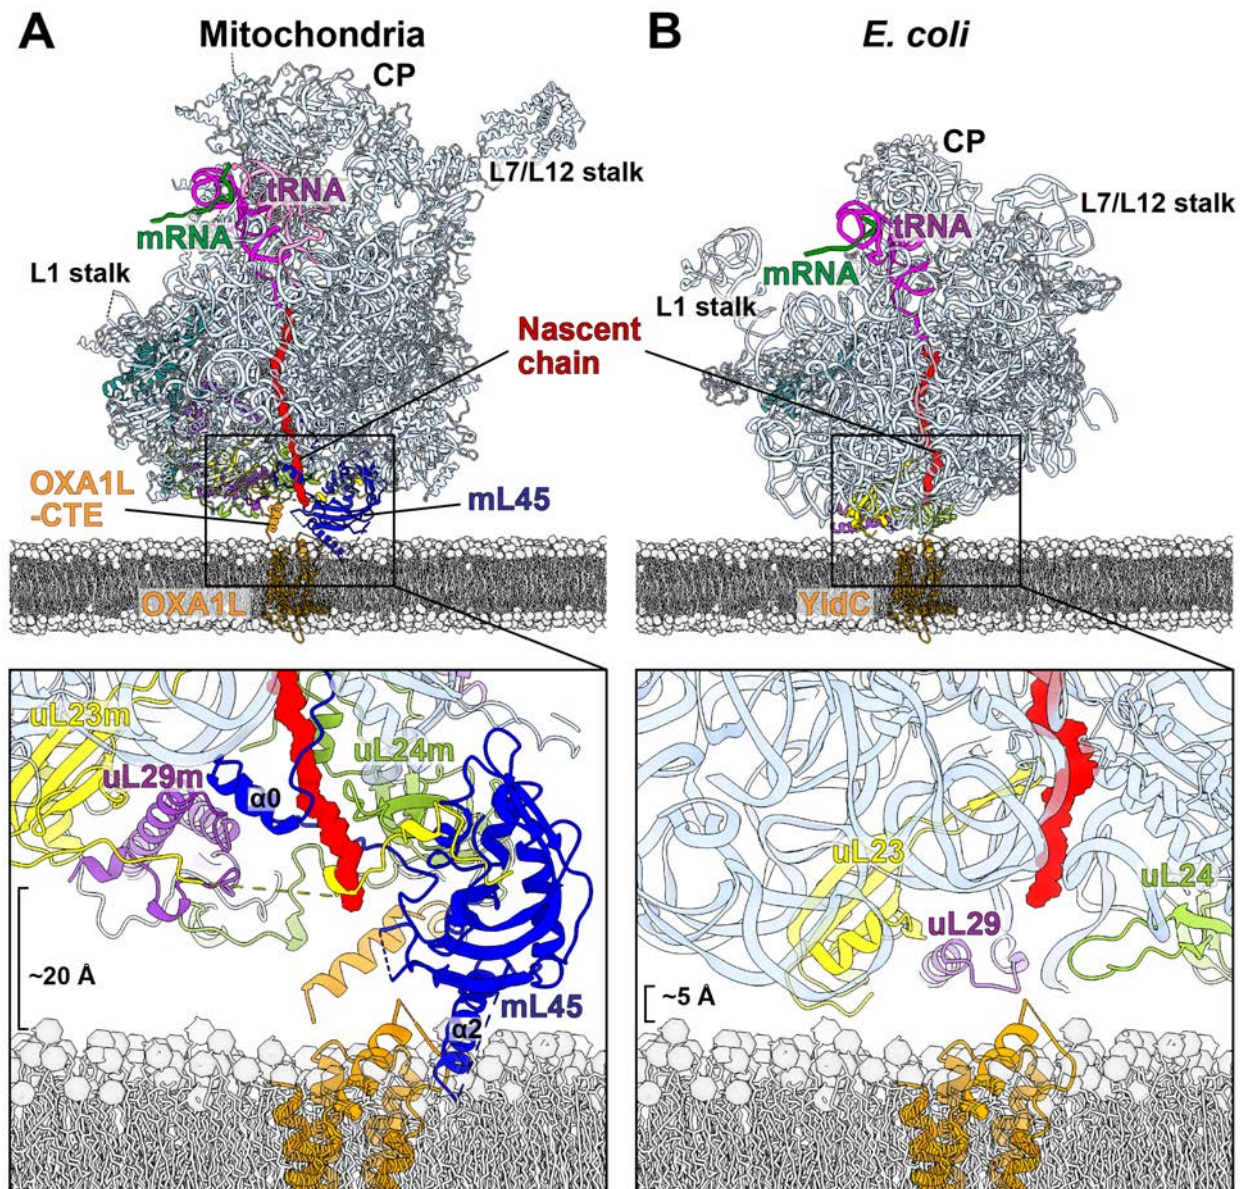 A
Mitochondria
CP
L7/L12 stalk
tRNA
mRNA
L1 stalk
Nascent
chain
OXA1L
-CTE
mL45
OXA1L
B
E. coli
CP
L7/L12 stalk
tRNA
mRNA
L1 stalk
YidC
uL23m
uL29m
α0
uL24m
~20 Å
mL45
α2
uL23
uL24
uL29
~5 Å